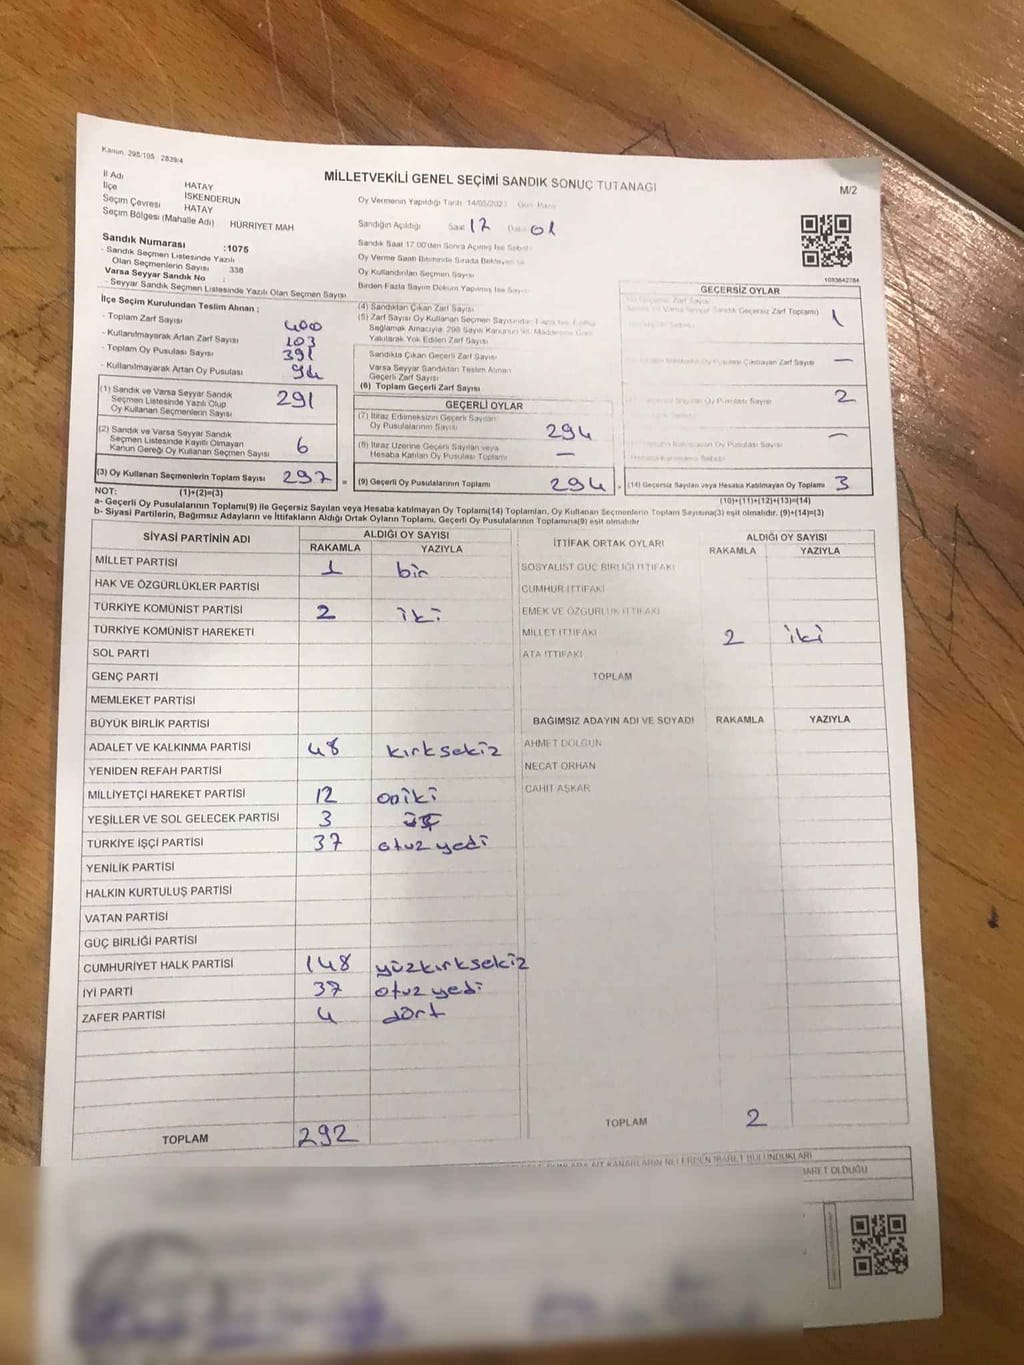 Kanun 298/105 2839/4
MİLLETVEKİLİ GENEL SEÇİMİ SANDIK SONUÇ TUTANAĞI
M/2
İl Adı HATAY
İlçe İSKENDERUN
Seçim Çevresi HATAY
Seçim Bölgesi (Mahalle Adı) HÜRRİYET MAH
Sandık Numarası :1075
- Sandık Seçmen Listesinde Yazılı
Olan Seçmenlerin Sayısı 338
Varsa Seyyar Sandık No :
- Seyyar Sandık Seçmen Listesinde Yazılı Olan Seçmen Sayısı
Oy Vermenin Yapıldığı Tarih :14/05/2023 Gün Pazar
Sandığın Açıldığı Saat 17 Dak 01
Sandık Saat 17.00'den Sonra Açılmış İse Sebebi
Oy Verme Saati Bitiminde Sırada Bekleyen
Oy Kullandırılan Seçmen Sayısı
Birden Fazla Sayım Döküm Yapılmış İse Sayısı
1083642784
İlçe Seçim Kurulundan Teslim Alınan :
- Toplam Zarf Sayısı 400
- Kullanılmayarak Artan Zarf Sayısı 103
- Toplam Oy Pusulası Sayısı 391
- Kullanılmayarak Artan Oy Pusulası 94
(1) Sandık ve Varsa Seyyar Sandık
Seçmen Listesinde Yazılı Olup
Oy Kullanan Seçmenlerin Sayısı 291
(2) Sandık ve Varsa Seyyar Sandık
Seçmen Listesinde Kayıtlı Olmayan
Kanun Gereği Oy Kullanan Seçmen Sayısı 6
(3) Oy Kullanan Seçmenlerin Toplam Sayısı 297 =
(4) Sandıktan Çıkan Zarf Sayısı
(5) Zarf Sayısı Oy Kullanan Seçmen Sayısından Fazla İse, Eşitliği
Sağlamak Amacıyla, 298 Sayılı Kanunun 98. Maddesine Göre
Yakılarak Yok Edilen Zarf Sayısı
Sandıkta Çıkan Geçerli Zarf Sayısı
Varsa Seyyar Sandıktan Teslim Alınan
Geçerli Zarf Sayısı
(6) Toplam Geçerli Zarf Sayısı
GEÇERLİ OYLAR
(7) İtiraz Edilmeksizin Geçerli Sayılan
Oy Pusulalarının Sayısı 294
(8) İtiraz Üzerine Geçerli Sayılan veya
Hesaba Katılan Oy Pusulası Toplamı —
(9) Geçerli Oy Pusulalarının Toplamı 294 +
GEÇERSİZ OYLAR
Geçersiz Zarf Sayısı
Sandık ve Varsa Seyyar Sandık Geçersiz Zarf Toplamı) 1
Zarf Sayısı —
Oy Pusulası Sayısı 2
Oy Pusulası Sayısı —
(14) Geçersiz Sayılan veya Hesaba Katılmayan Oy Toplamı 3
NOT: (1)+(2)=(3) (10)+(11)+(12)+(13)=(14)
a- Geçerli Oy Pusulalarının Toplamı(9) ile Geçersiz Sayılan veya Hesaba katılmayan Oy Toplamı(14) Toplamları, Oy Kullanan Seçmenlerin Toplam Sayısına(3) eşit olmalıdır. (9)+(14)=(3)
b- Siyasi Partilerin, Bağımsız Adayların ve İttifakların Aldığı Ortak Oyların Toplamı, Geçerli Oy Pusulalarının Toplamına(9) eşit olmalıdır
SİYASİ PARTİNİN ADI ALDIĞI OY SAYISI
RAKAMLA YAZIYLA
MİLLET PARTİSİ 1 bir
HAK VE ÖZGÜRLÜKLER PARTİSİ
TÜRKİYE KOMÜNİST PARTİSİ 2 iki
TÜRKİYE KOMÜNİST HAREKETİ
SOL PARTİ
GENÇ PARTİ
MEMLEKET PARTİSİ
BÜYÜK BİRLİK PARTİSİ
ADALET VE KALKINMA PARTİSİ 48 kırksekiz
YENİDEN REFAH PARTİSİ
MİLLİYETÇİ HAREKET PARTİSİ 12 oniki
YEŞİLLER VE SOL GELECEK PARTİSİ 3 üç
TÜRKİYE İŞÇİ PARTİSİ 37 otuz yedi
YENİLİK PARTİSİ
HALKIN KURTULUŞ PARTİSİ
VATAN PARTİSİ
GÜÇ BİRLİĞİ PARTİSİ
CUMHURİYET HALK PARTİSİ 148 yüzkırksekiz
İYİ PARTİ 37 otuz yedi
ZAFER PARTİSİ 4 dört
TOPLAM 292
İTTİFAK ORTAK OYLARI ALDIĞI OY SAYISI
RAKAMLA YAZIYLA
SOSYALİST GÜÇ BİRLİĞİ İTTİFAKI
CUMHUR İTTİFAKI
EMEK VE ÖZGÜRLÜK İTTİFAKI
MİLLET İTTİFAKI 2 iki
ATA İTTİFAKI
TOPLAM
BAĞIMSIZ ADAYIN ADI VE SOYADI RAKAMLA YAZIYLA
AHMET DOLGUN
NECAT ORHAN
CAHİT AŞKAR
TOPLAM 2
KARARLARIN NELERDEN İBARET BULUNDUKLARI
İBARET OLDUĞU